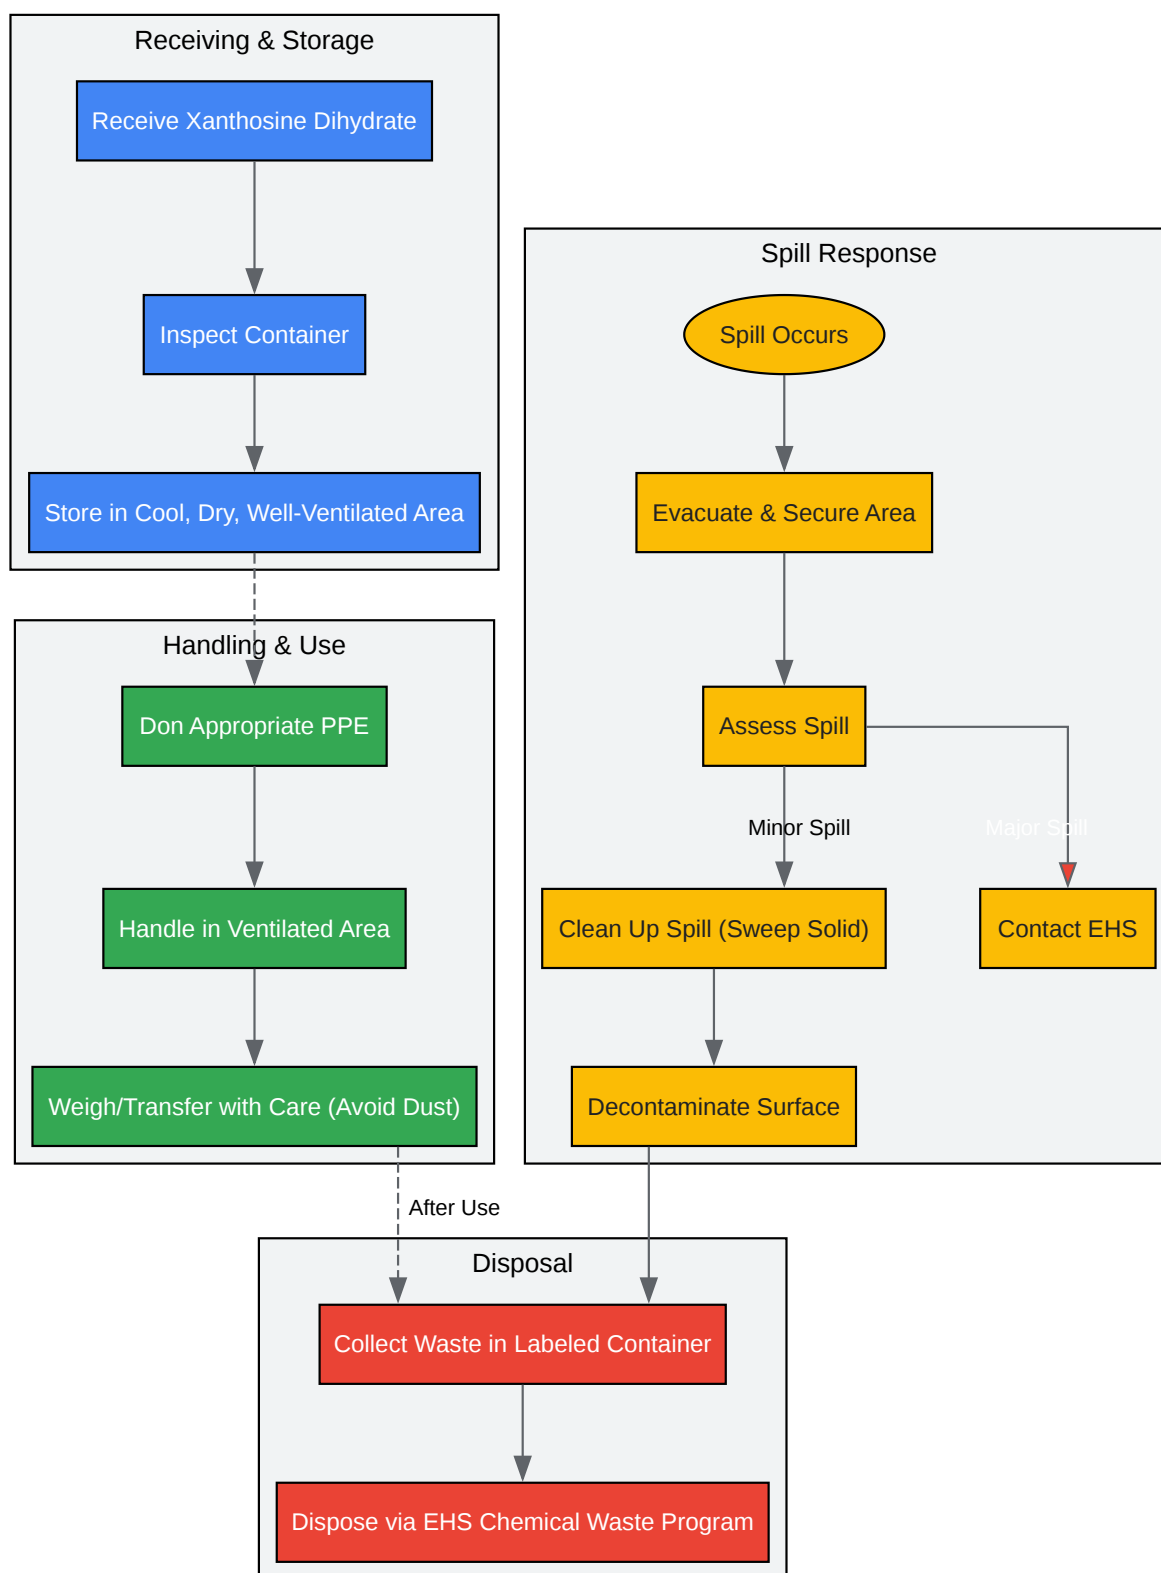 Receiving & Storage
Receive Xanthosine Dihydrate
Inspect Container
Store in Cool, Dry, Well-Ventilated Area
Handling & Use
Don Appropriate PPE
Handle in Ventilated Area
Weigh/Transfer with Care (Avoid Dust)
After Use
Spill Response
Spill Occurs
Evacuate & Secure Area
Assess Spill
Minor Spill
Major Spill
Clean Up Spill (Sweep Solid)
Contact EHS
Decontaminate Surface
Disposal
Collect Waste in Labeled Container
Dispose via EHS Chemical Waste Program